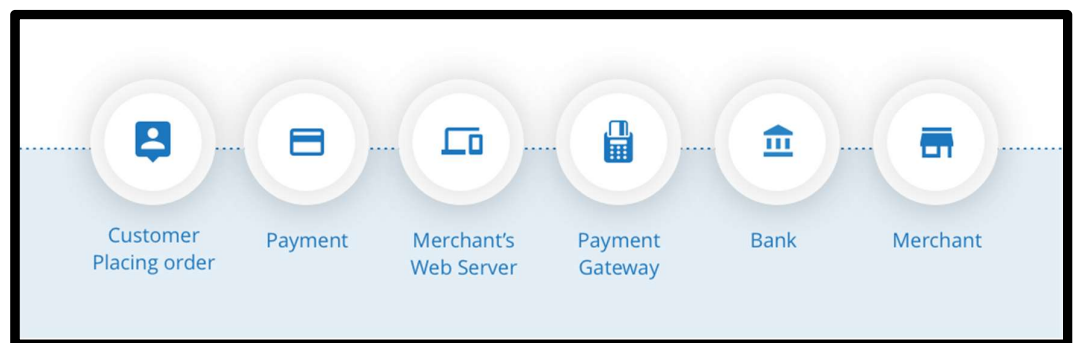 Customer
Placing order
Payment
Merchant's
Web Server
Payment
Gateway
Bank
Merchant